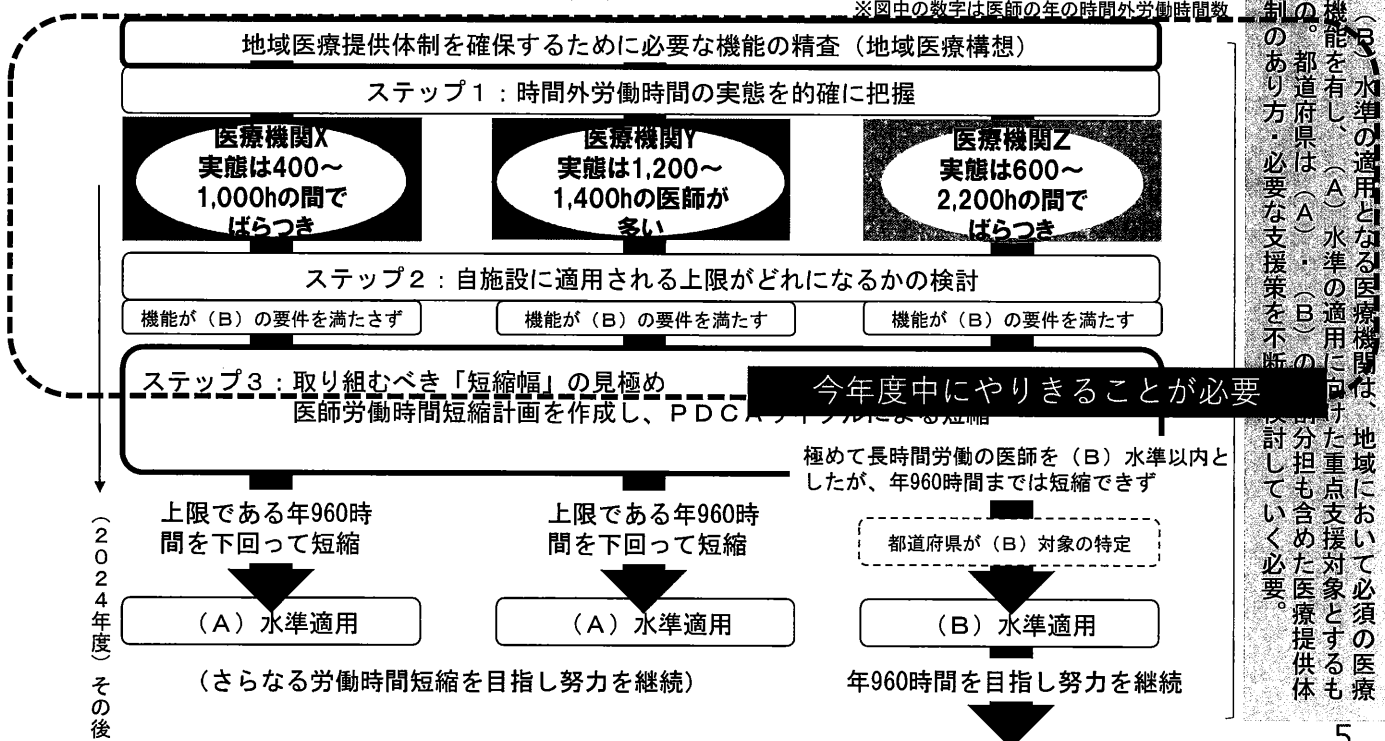 ※図中の数字は医師の年の時間外労働時間数
地域医療提供体制を確保するために必要な機能の精査（地域医療構想）
ステップ１：時間外労働時間の実態を的確に把握
医療機関X
実態は400～
1,000hの間で
ばらつき
医療機関Y
実態は1,200～
1,400hの医師が
多い
医療機関Z
実態は600～
2,200hの間で
ばらつき
ステップ２：自施設に適用される上限がどれになるかの検討
機能が（B）の要件を満たさず
機能が（B）の要件を満たす
機能が（B）の要件を満たす
ステップ３：取り組むべき「短縮幅」の見極め
医師労働時間短縮計画を作成し、ＰＤＣＡサイクルによる短縮
今年度中にやりきることが必要
極めて長時間労働の医師を（B）水準以内と
したが、年960時間までは短縮できず
上限である年960時
間を下回って短縮
上限である年960時
間を下回って短縮
都道府県が（B）対象の特定
（A）水準適用
（A）水準適用
（B）水準適用
（さらなる労働時間短縮を目指し努力を継続）
年960時間を目指し努力を継続
（２０２４年度）その後
（B）水準の適用となる医療機関は、地域において必須の医療
機能を有し、（A）水準の適用に向けた重点支援対象とするも
の。都道府県は（A）・（B）の分担も含めた医療提供体
制のあり方・必要な支援策を不断検討していく必要。
5